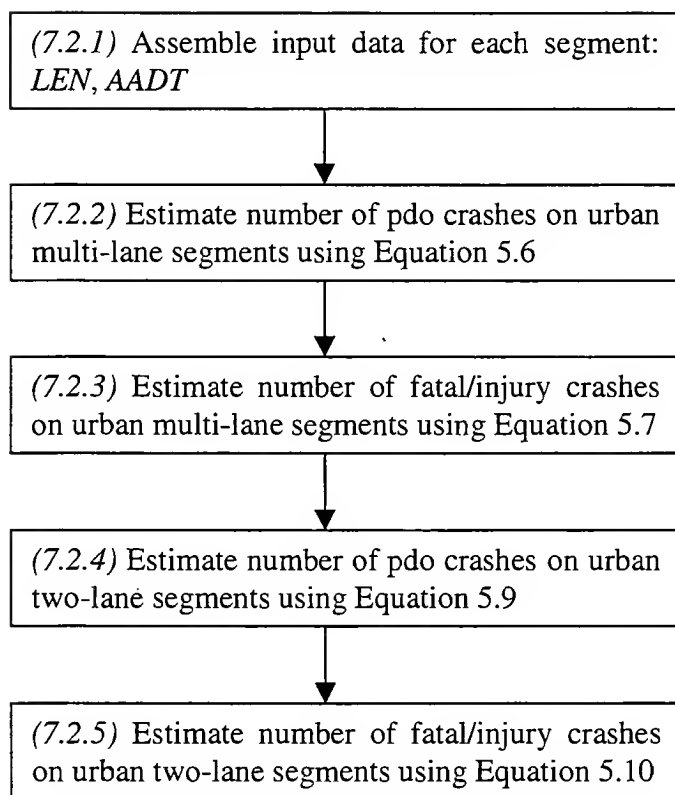 (7.2.1) Assemble input data for each segment:
LEN, AADT
(7.2.2) Estimate number of pdo crashes on urban
multi-lane segments using Equation 5.6
(7.2.3) Estimate number of fatal/injury crashes
on urban multi-lane segments using Equation 5.7
(7.2.4) Estimate number of pdo crashes on urban
two-lane segments using Equation 5.9
(7.2.5) Estimate number of fatal/injury crashes
on urban two-lane segments using Equation 5.10